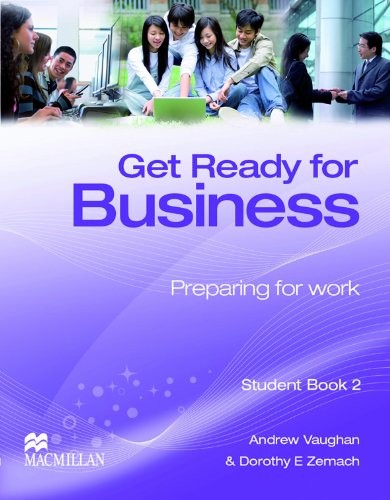 Get Ready for
Business
Preparing for work
Student Book 2
Andrew Vaughan
& Dorothy E Zemach
MACMILLAN